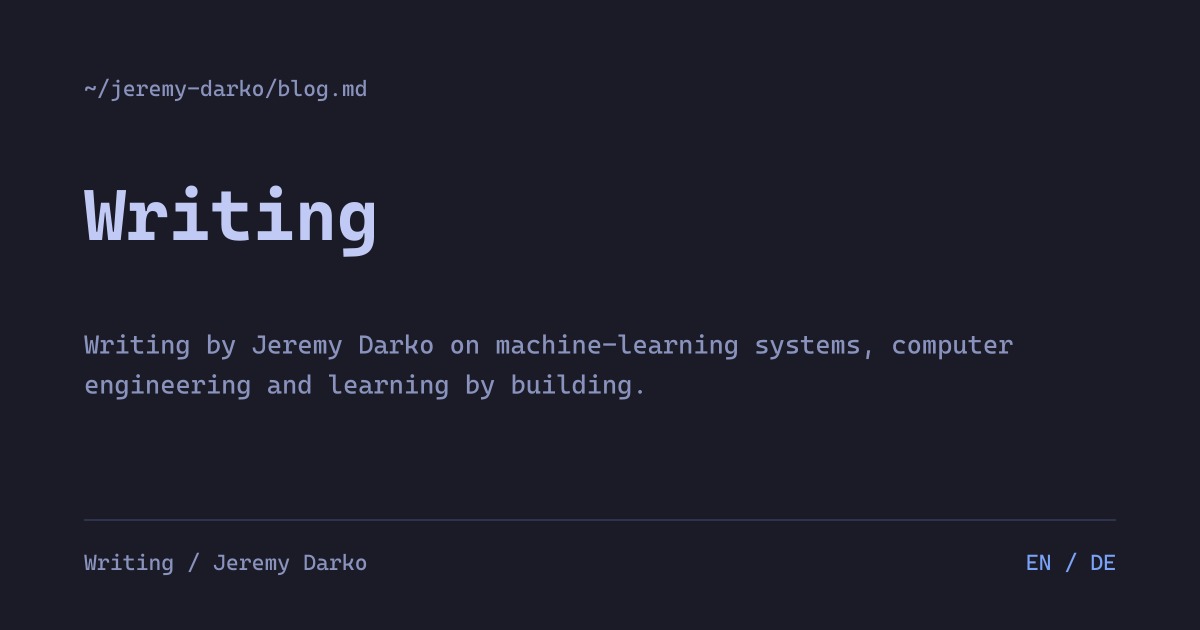 ~/jeremy-darko/blog.md
Writing
Writing by Jeremy Darko on machine-learning systems, computer
engineering and learning by building.
Writing / Jeremy Darko
EN / DE